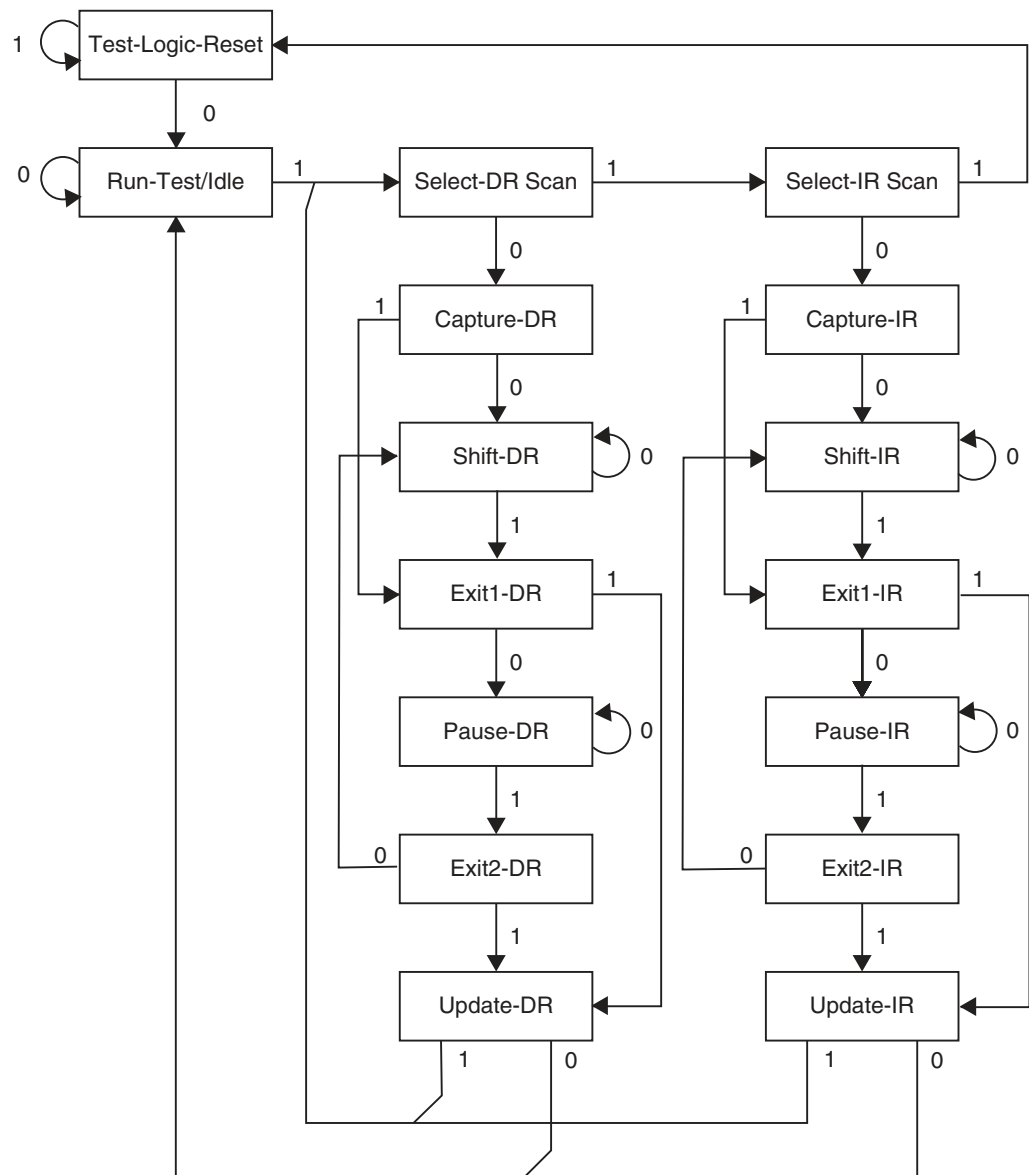 1
Test-Logic-Reset
0
0
Run-Test/Idle
1
Select-DR Scan
1
Select-IR Scan
1
0
0
1
Capture-DR
1
Capture-IR
0
0
Shift-DR
0
Shift-IR
0
1
1
Exit1-DR
1
Exit1-IR
1
0
0
Pause-DR
0
Pause-IR
0
1
1
0
Exit2-DR
0
Exit2-IR
1
1
Update-DR
Update-IR
1
0
1
0